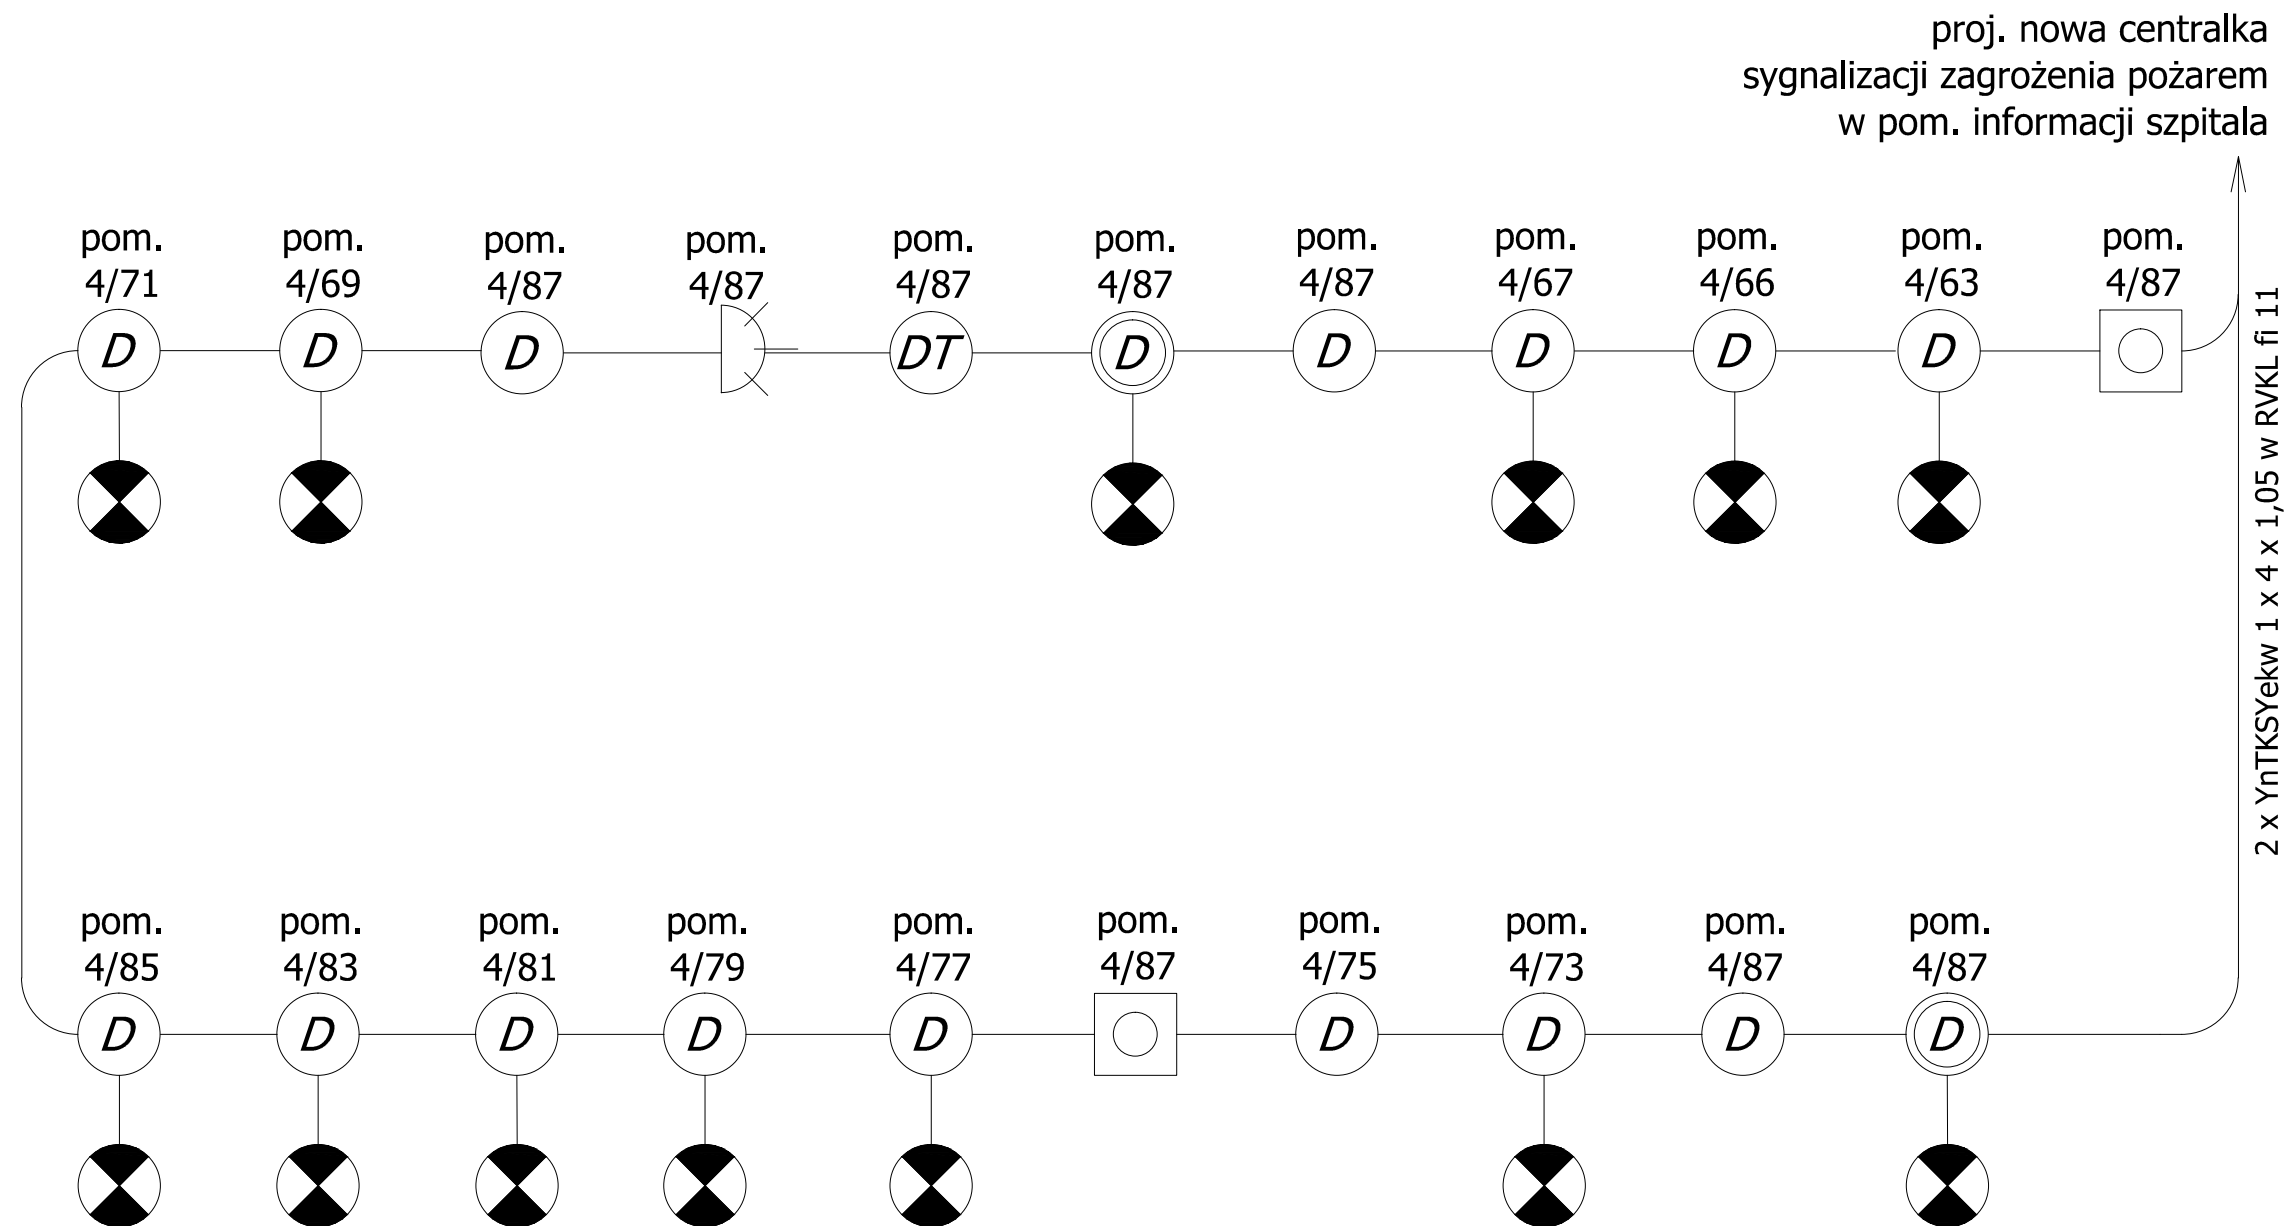 proj. nowa centralka
sygnalizacji zagrożenia pożarem
w pom. informacji szpitala
pom. pom. pom. pom. pom. pom. pom. pom. pom. pom. pom.
4/71 4/69 4/87 4/87 4/87 4/87 4/87 4/67 4/66 4/63 4/87
D D D DT D D D D D
2 x YnTKSYekw 1 x 4 x 1,05 w RVKL fi 11
pom. pom. pom. pom. pom. pom. pom. pom. pom. pom.
4/85 4/83 4/81 4/79 4/77 4/87 4/75 4/73 4/87 4/87
D D D D D D D D D